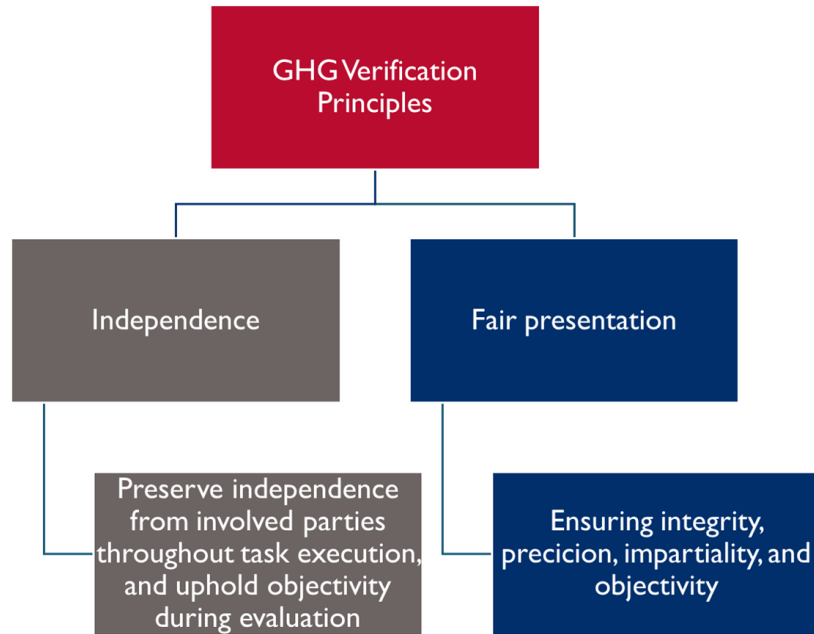 GHG Verification
Principles
Independence
Fair presentation
Preserve independence
from involved parties
throughout task execution,
and uphold objectivity
during evaluation
Ensuring integrity,
precicion, impartiality, and
objectivity